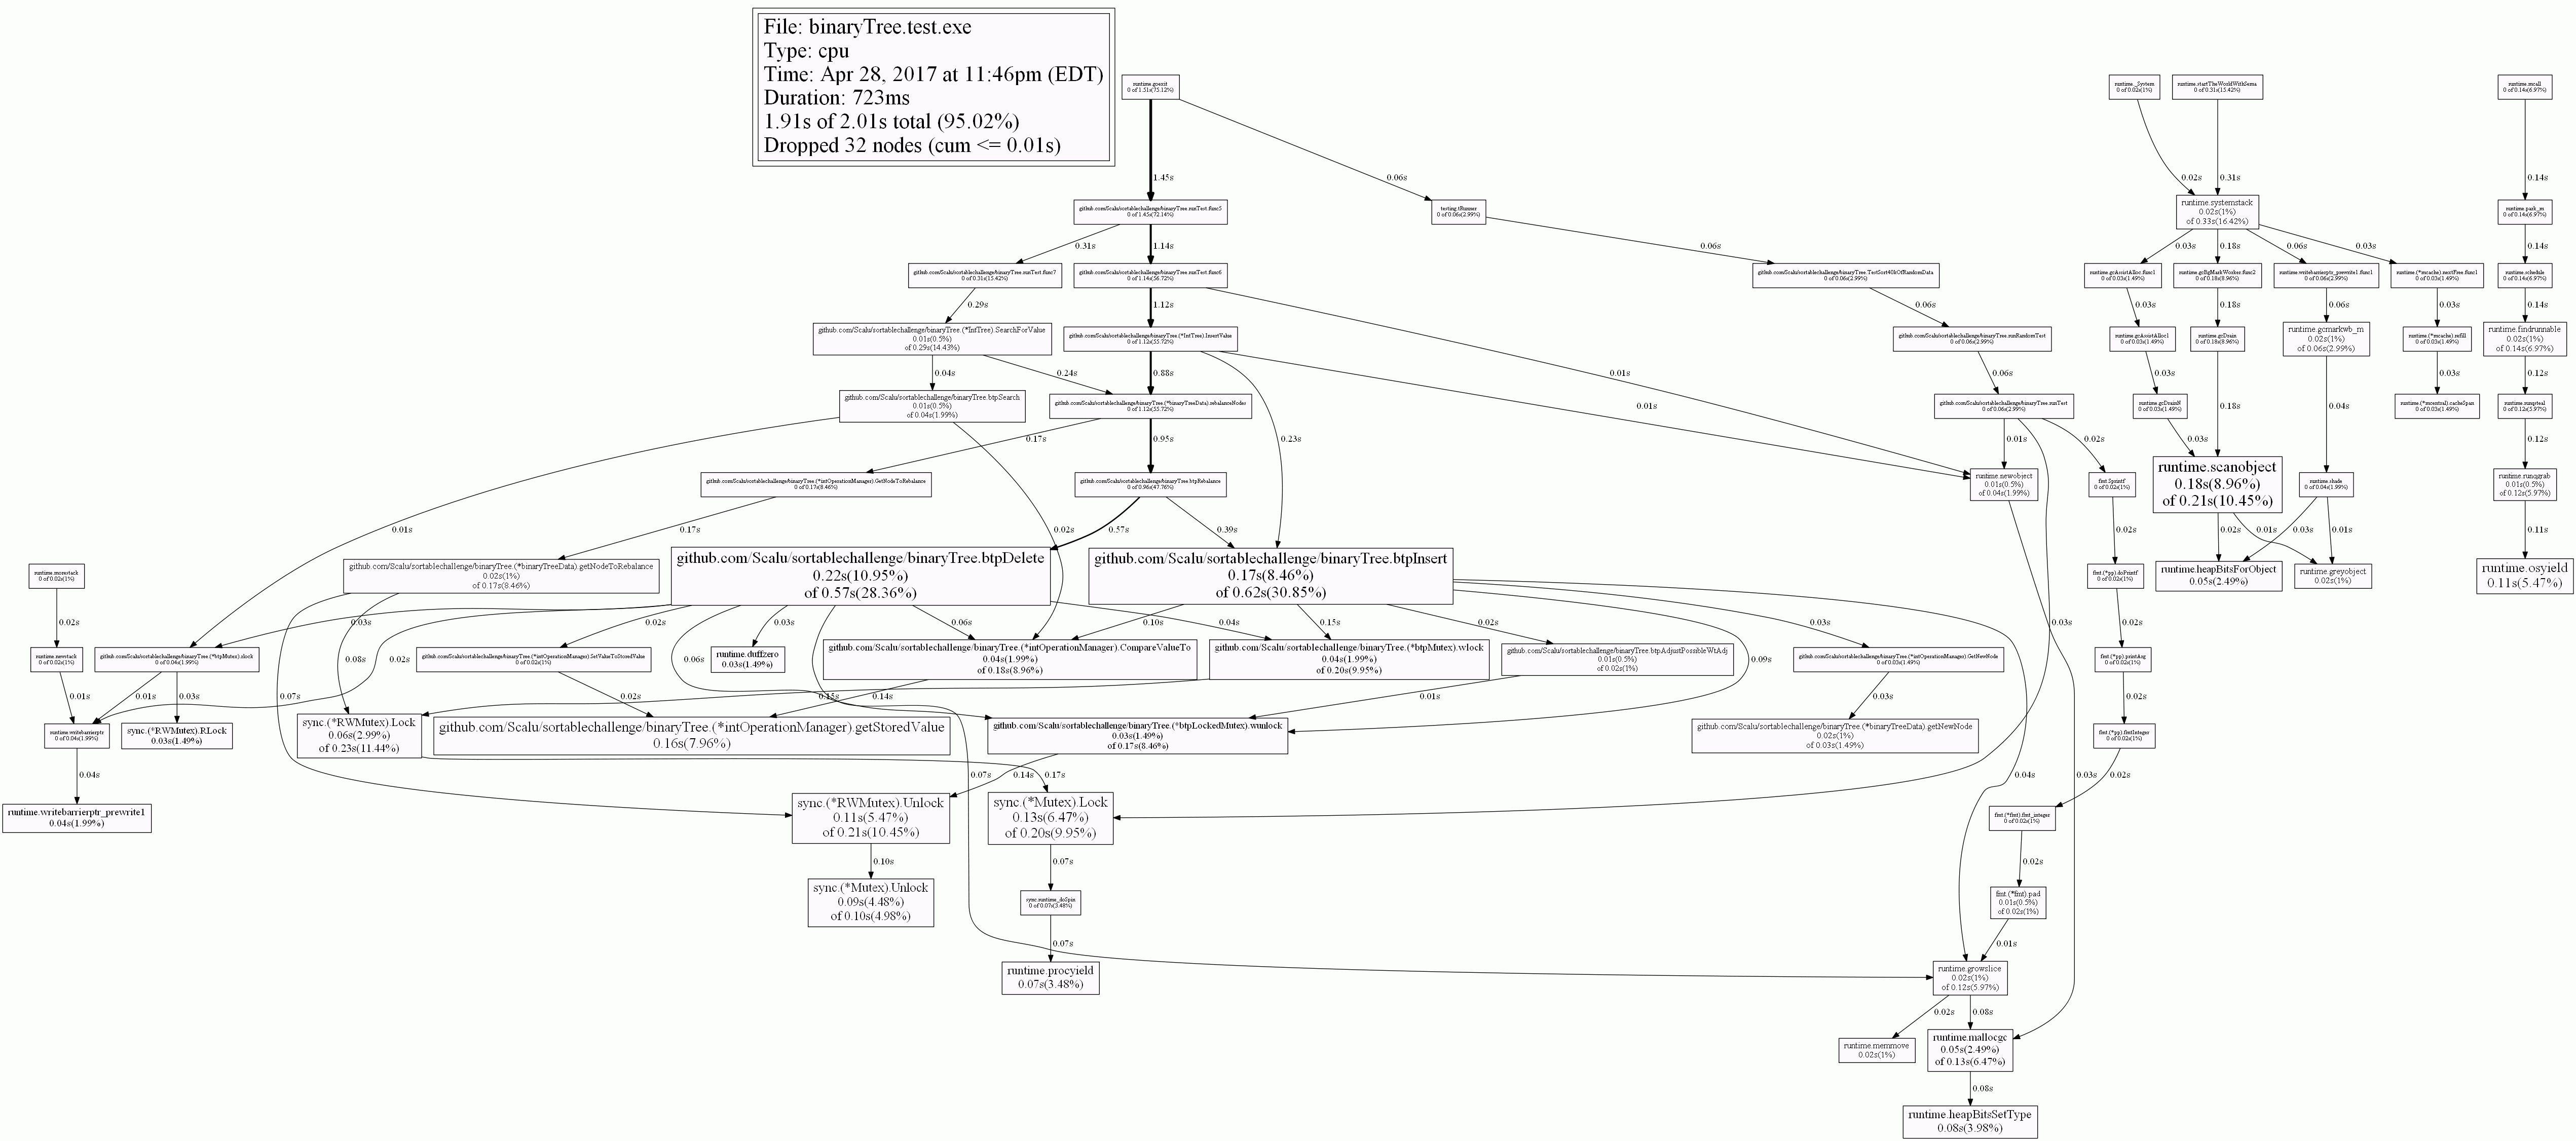 File: binaryTree.test.exe
Type: cpu
Time: Apr 28, 2017 at 11:46pm (EDT)
Duration: 723ms
1.91s of 2.01s total (95.02%)
Dropped 32 nodes (cum <= 0.01s)
runtime.goexit
0 of 1.51s(75.12%)
runtime._System
0 of 0.02s(1%)
runtime.startTheWorldWithSema
0 of 0.31s(15.42%)
runtime.mcall
0 of 0.14s(6.97%)
1.45s
0.06s
0.02s
0.31s
0.14s
github.com/Scalu/sortablechallenge/binaryTree.runTest.func5
0 of 1.45s(72.14%)
testing.tRunner
0 of 0.06s(2.99%)
runtime.systemstack
0.02s(1%)
of 0.33s(16.42%)
runtime.park_m
0 of 0.14s(6.97%)
0.31s
1.14s
0.06s
0.03s
0.18s
0.06s
0.03s
0.14s
github.com/Scalu/sortablechallenge/binaryTree.runTest.func7
0 of 0.31s(15.42%)
github.com/Scalu/sortablechallenge/binaryTree.runTest.func6
0 of 1.14s(56.72%)
github.com/Scalu/sortablechallenge/binaryTree.TestSort40kOfRandomData
0 of 0.06s(2.99%)
runtime.gcAssistAlloc.func1
0 of 0.03s(1.49%)
runtime.gcBgMarkWorker.func2
0 of 0.18s(8.96%)
runtime.writebarrierptr_prewrite1.func1
0 of 0.06s(2.99%)
runtime.(*mcache).nextFree.func1
0 of 0.03s(1.49%)
runtime.schedule
0 of 0.14s(6.97%)
0.29s
1.12s
0.06s
0.03s
0.18s
0.06s
0.03s
0.14s
github.com/Scalu/sortablechallenge/binaryTree.(*IntTree).SearchForValue
0.01s(0.5%)
of 0.29s(14.43%)
github.com/Scalu/sortablechallenge/binaryTree.(*IntTree).InsertValue
0 of 1.12s(55.72%)
github.com/Scalu/sortablechallenge/binaryTree.runRandomTest
0 of 0.06s(2.99%)
runtime.gcAssistAlloc1
0 of 0.03s(1.49%)
runtime.gcDrain
0 of 0.18s(8.96%)
runtime.gcmarkwb_m
0.02s(1%)
of 0.06s(2.99%)
runtime.(*mcache).refill
0 of 0.03s(1.49%)
runtime.findrunnable
0.02s(1%)
of 0.14s(6.97%)
0.04s
0.24s
0.88s
0.01s
0.06s
0.03s
0.03s
0.12s
github.com/Scalu/sortablechallenge/binaryTree.btpSearch
0.01s(0.5%)
of 0.04s(1.99%)
github.com/Scalu/sortablechallenge/binaryTree.(*binaryTreeData).rebalanceNodes
0 of 1.12s(55.72%)
0.01s
github.com/Scalu/sortablechallenge/binaryTree.runTest
0 of 0.06s(2.99%)
runtime.gcDrainN
0 of 0.03s(1.49%)
0.18s
0.04s
runtime.(*mcentral).cacheSpan
0 of 0.03s(1.49%)
runtime.runqsteal
0 of 0.12s(5.97%)
0.17s
0.95s
0.23s
0.01s
0.02s
0.03s
0.12s
github.com/Scalu/sortablechallenge/binaryTree.(*intOperationManager).GetNodeToRebalance
0 of 0.17s(8.46%)
github.com/Scalu/sortablechallenge/binaryTree.btpRebalance
0 of 0.96s(47.76%)
runtime.newobject
0.01s(0.5%)
of 0.04s(1.99%)
fmt.Sprintf
0 of 0.02s(1%)
runtime.scanobject
0.18s(8.96%)
of 0.21s(10.45%)
runtime.shade
0 of 0.04s(1.99%)
runtime.runqgrab
0.01s(0.5%)
of 0.12s(5.97%)
0.01s
0.17s
0.02s
0.57s
0.39s
0.02s
0.02s
0.01s
0.03s
0.01s
0.11s
runtime.morestack
0 of 0.02s(1%)
github.com/Scalu/sortablechallenge/binaryTree.(*binaryTreeData).getNodeToRebalance
0.02s(1%)
of 0.17s(8.46%)
github.com/Scalu/sortablechallenge/binaryTree.btpDelete
0.22s(10.95%)
of 0.57s(28.36%)
github.com/Scalu/sortablechallenge/binaryTree.btpInsert
0.17s(8.46%)
of 0.62s(30.85%)
fmt.(*pp).doPrintf
0 of 0.02s(1%)
runtime.heapBitsForObject
0.05s(2.49%)
runtime.greyobject
0.02s(1%)
runtime.osyield
0.11s(5.47%)
0.02s
0.03s
0.02s
0.03s
0.06s
0.10s
0.04s
0.15s
0.02s
0.03s
0.03s
0.02s
runtime.newstack
0 of 0.02s(1%)
github.com/Scalu/sortablechallenge/binaryTree.(*btpMutex).rlock
0 of 0.04s(1.99%)
0.02s
0.08s
github.com/Scalu/sortablechallenge/binaryTree.(*intOperationManager).SetValueToStoredValue
0 of 0.02s(1%)
0.06s
runtime.duffzero
0.03s(1.49%)
github.com/Scalu/sortablechallenge/binaryTree.(*intOperationManager).CompareValueTo
0.04s(1.99%)
of 0.18s(8.96%)
github.com/Scalu/sortablechallenge/binaryTree.(*btpMutex).wlock
0.04s(1.99%)
of 0.20s(9.95%)
github.com/Scalu/sortablechallenge/binaryTree.btpAdjustPossibleWtAdj
0.01s(0.5%)
of 0.02s(1%)
0.09s
github.com/Scalu/sortablechallenge/binaryTree.(*intOperationManager).GetNewNode
0 of 0.03s(1.49%)
fmt.(*pp).printArg
0 of 0.02s(1%)
0.01s
0.01s
0.03s
0.07s
0.02s
0.15s
0.14s
0.01s
0.03s
0.02s
runtime.writebarrierptr
0 of 0.04s(1.99%)
sync.(*RWMutex).RLock
0.03s(1.49%)
sync.(*RWMutex).Lock
0.06s(2.99%)
of 0.23s(11.44%)
github.com/Scalu/sortablechallenge/binaryTree.(*intOperationManager).getStoredValue
0.16s(7.96%)
github.com/Scalu/sortablechallenge/binaryTree.(*btpLockedMutex).wunlock
0.03s(1.49%)
of 0.17s(8.46%)
github.com/Scalu/sortablechallenge/binaryTree.(*binaryTreeData).getNewNode
0.02s(1%)
of 0.03s(1.49%)
fmt.(*pp).fmtInteger
0 of 0.02s(1%)
0.04s
0.07s
0.14s
0.17s
0.04s
0.03s
0.02s
runtime.writebarrierptr_prewrite1
0.04s(1.99%)
sync.(*RWMutex).Unlock
0.11s(5.47%)
of 0.21s(10.45%)
sync.(*Mutex).Lock
0.13s(6.47%)
of 0.20s(9.95%)
fmt.(*fmt).fmt_integer
0 of 0.02s(1%)
0.10s
0.07s
0.02s
sync.(*Mutex).Unlock
0.09s(4.48%)
of 0.10s(4.98%)
sync.runtime_doSpin
0 of 0.07s(3.48%)
fmt.(*fmt).pad
0.01s(0.5%)
of 0.02s(1%)
0.07s
0.01s
runtime.procyield
0.07s(3.48%)
runtime.growslice
0.02s(1%)
of 0.12s(5.97%)
0.02s
0.08s
runtime.memmove
0.02s(1%)
runtime.mallocgc
0.05s(2.49%)
of 0.13s(6.47%)
0.08s
runtime.heapBitsSetType
0.08s(3.98%)